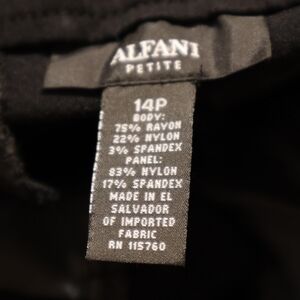 ALFANI
PETITE
14P
BODY:
75% RAYON
22% NYLON
3% SPANDEX
PANEL:
83% NYLON
17% SPANDEX
MADE IN EL
SALVADOR
OF IMPORTED
FABRIC
RN 115760